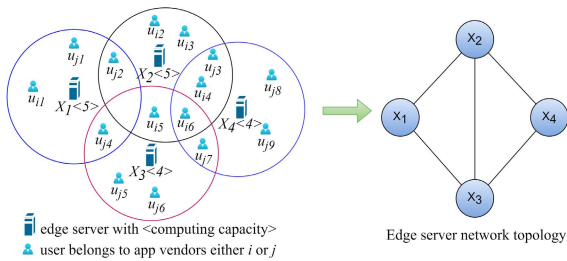 u_{i2}
u_{i3}
u_{j1}
u_{j2}
u_{j3}
X_2<5>
u_{i1}
X_1<5>
u_{i4}
u_{j8}
X_4<4>
u_{j4}
u_{i5}
u_{i6}
u_{j7}
u_{j9}
X_3<4>
u_{j5}
u_{j6}
edge server with <computing capacity>
user belongs to app vendors either i or j
X_2
X_1
X_4
X_3
Edge server network topology